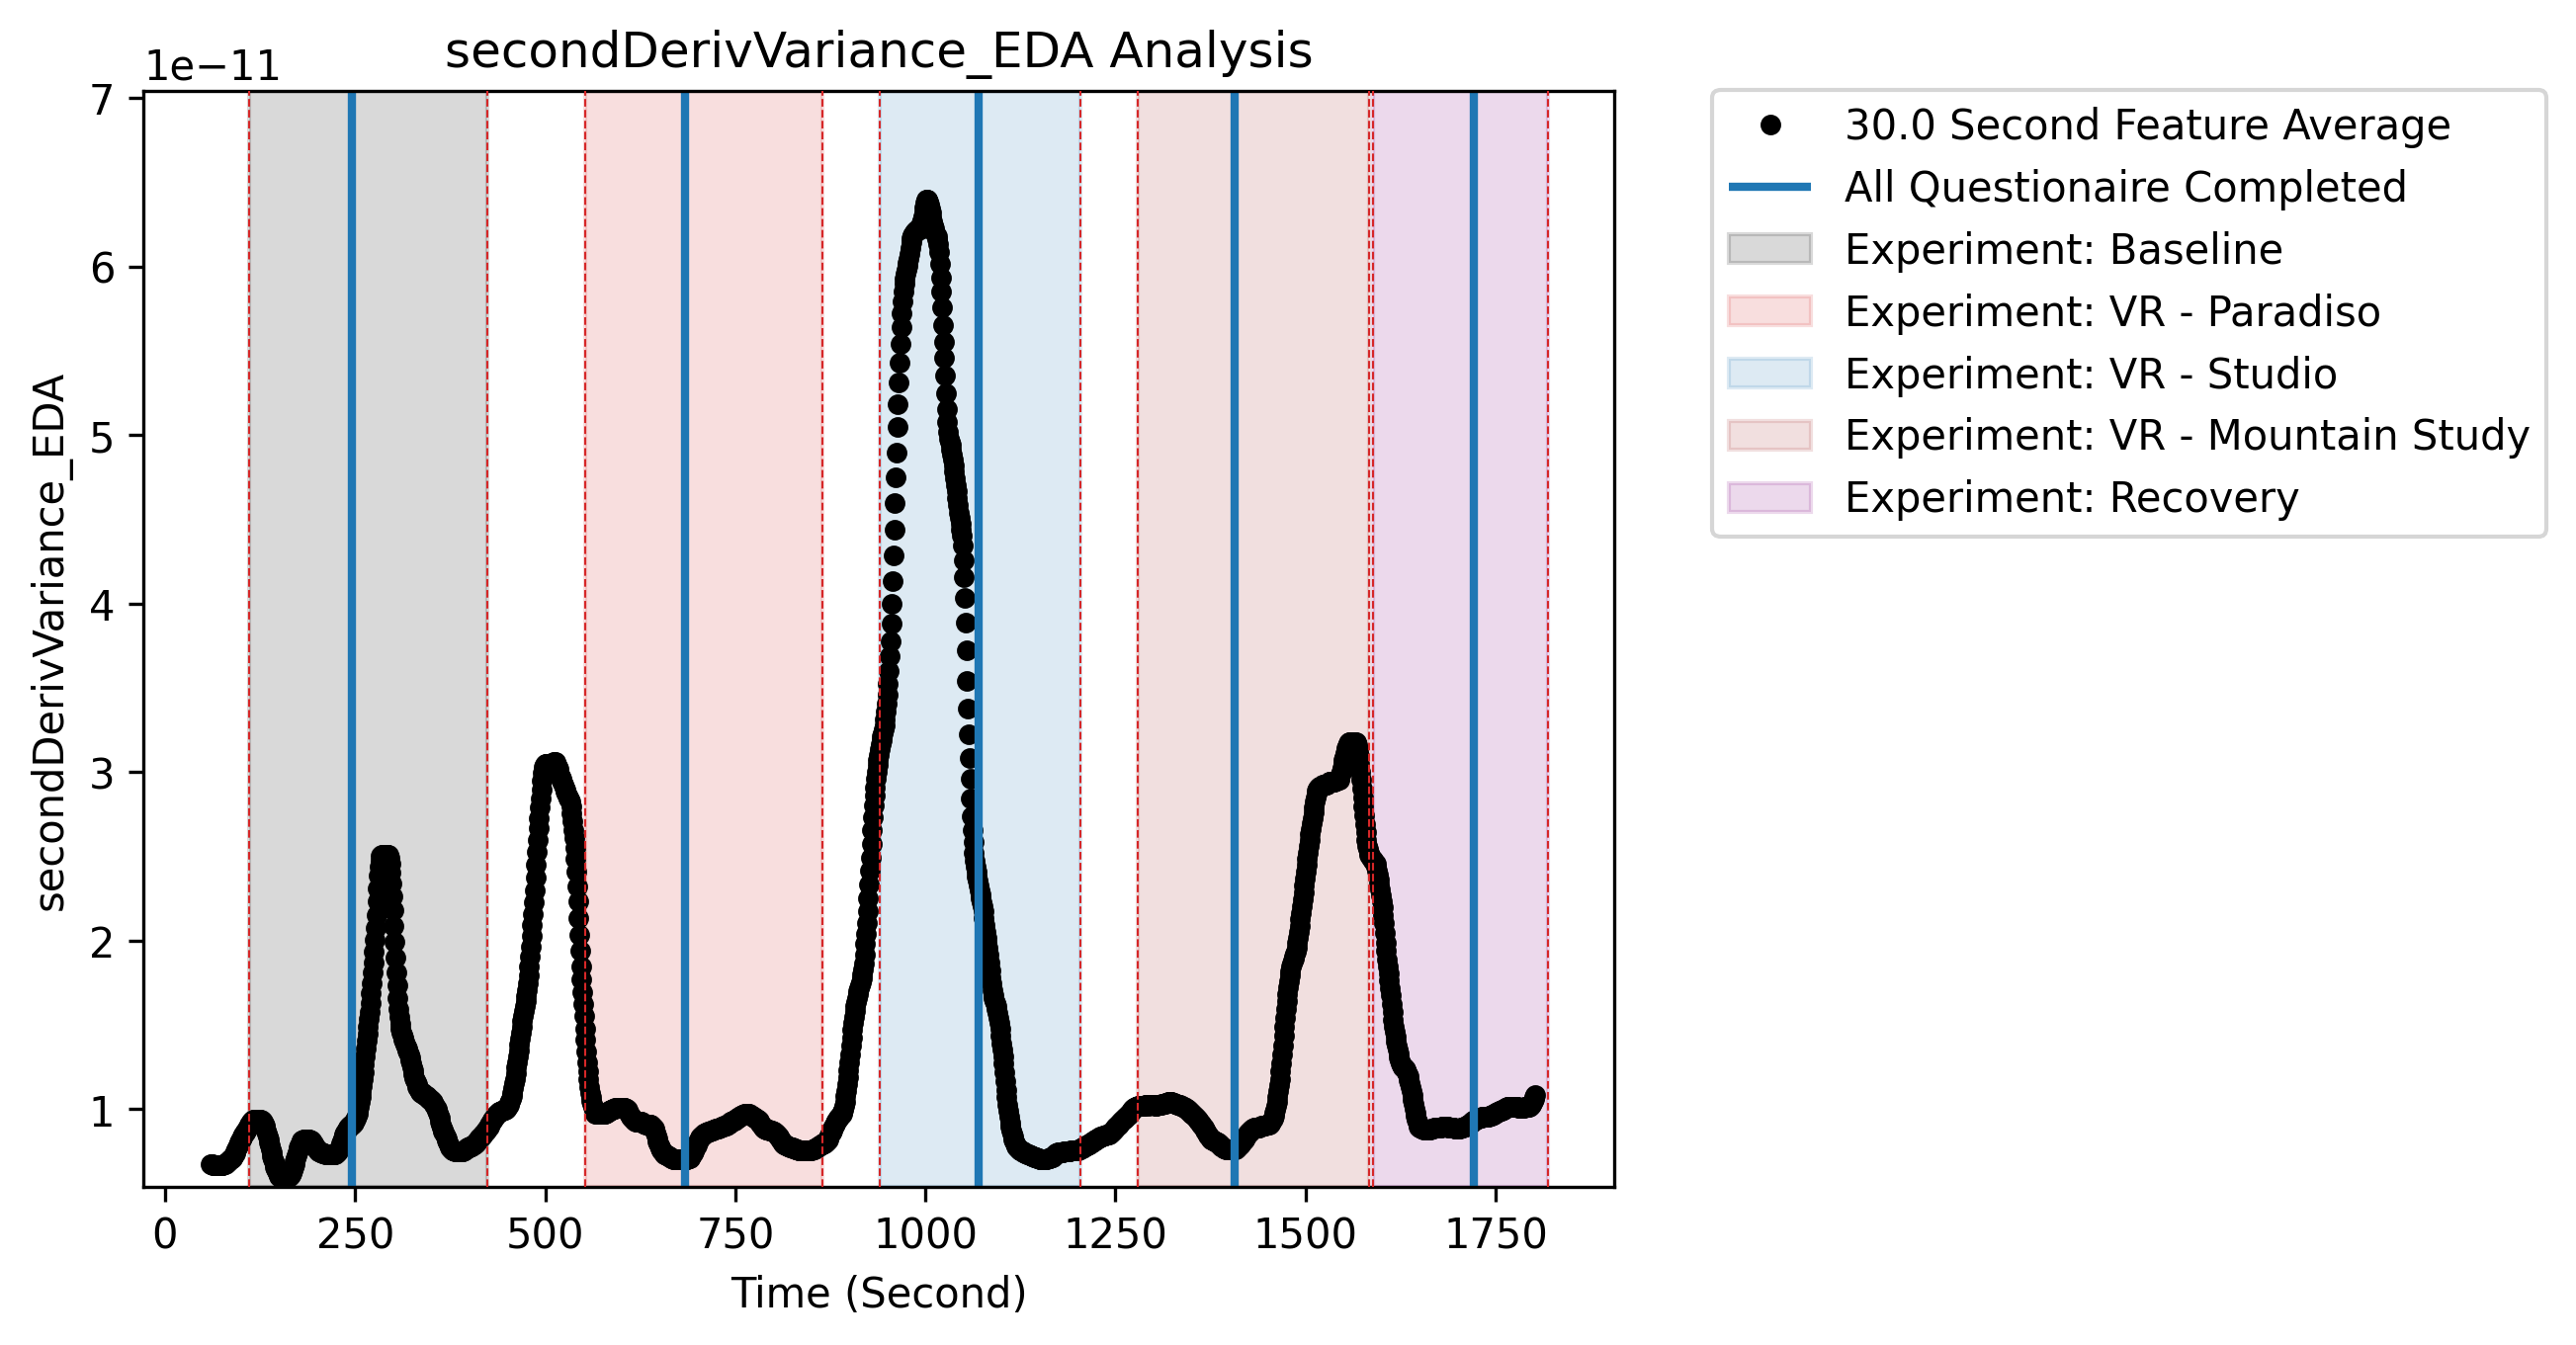 secondDerivVariance_EDA Analysis
1e−11
7
6
5
4
3
2
1
secondDerivVariance_EDA
0 250 500 750 1000 1250 1500 1750
Time (Second)
30.0 Second Feature Average
All Questionaire Completed
Experiment: Baseline
Experiment: VR - Paradiso
Experiment: VR - Studio
Experiment: VR - Mountain Study
Experiment: Recovery